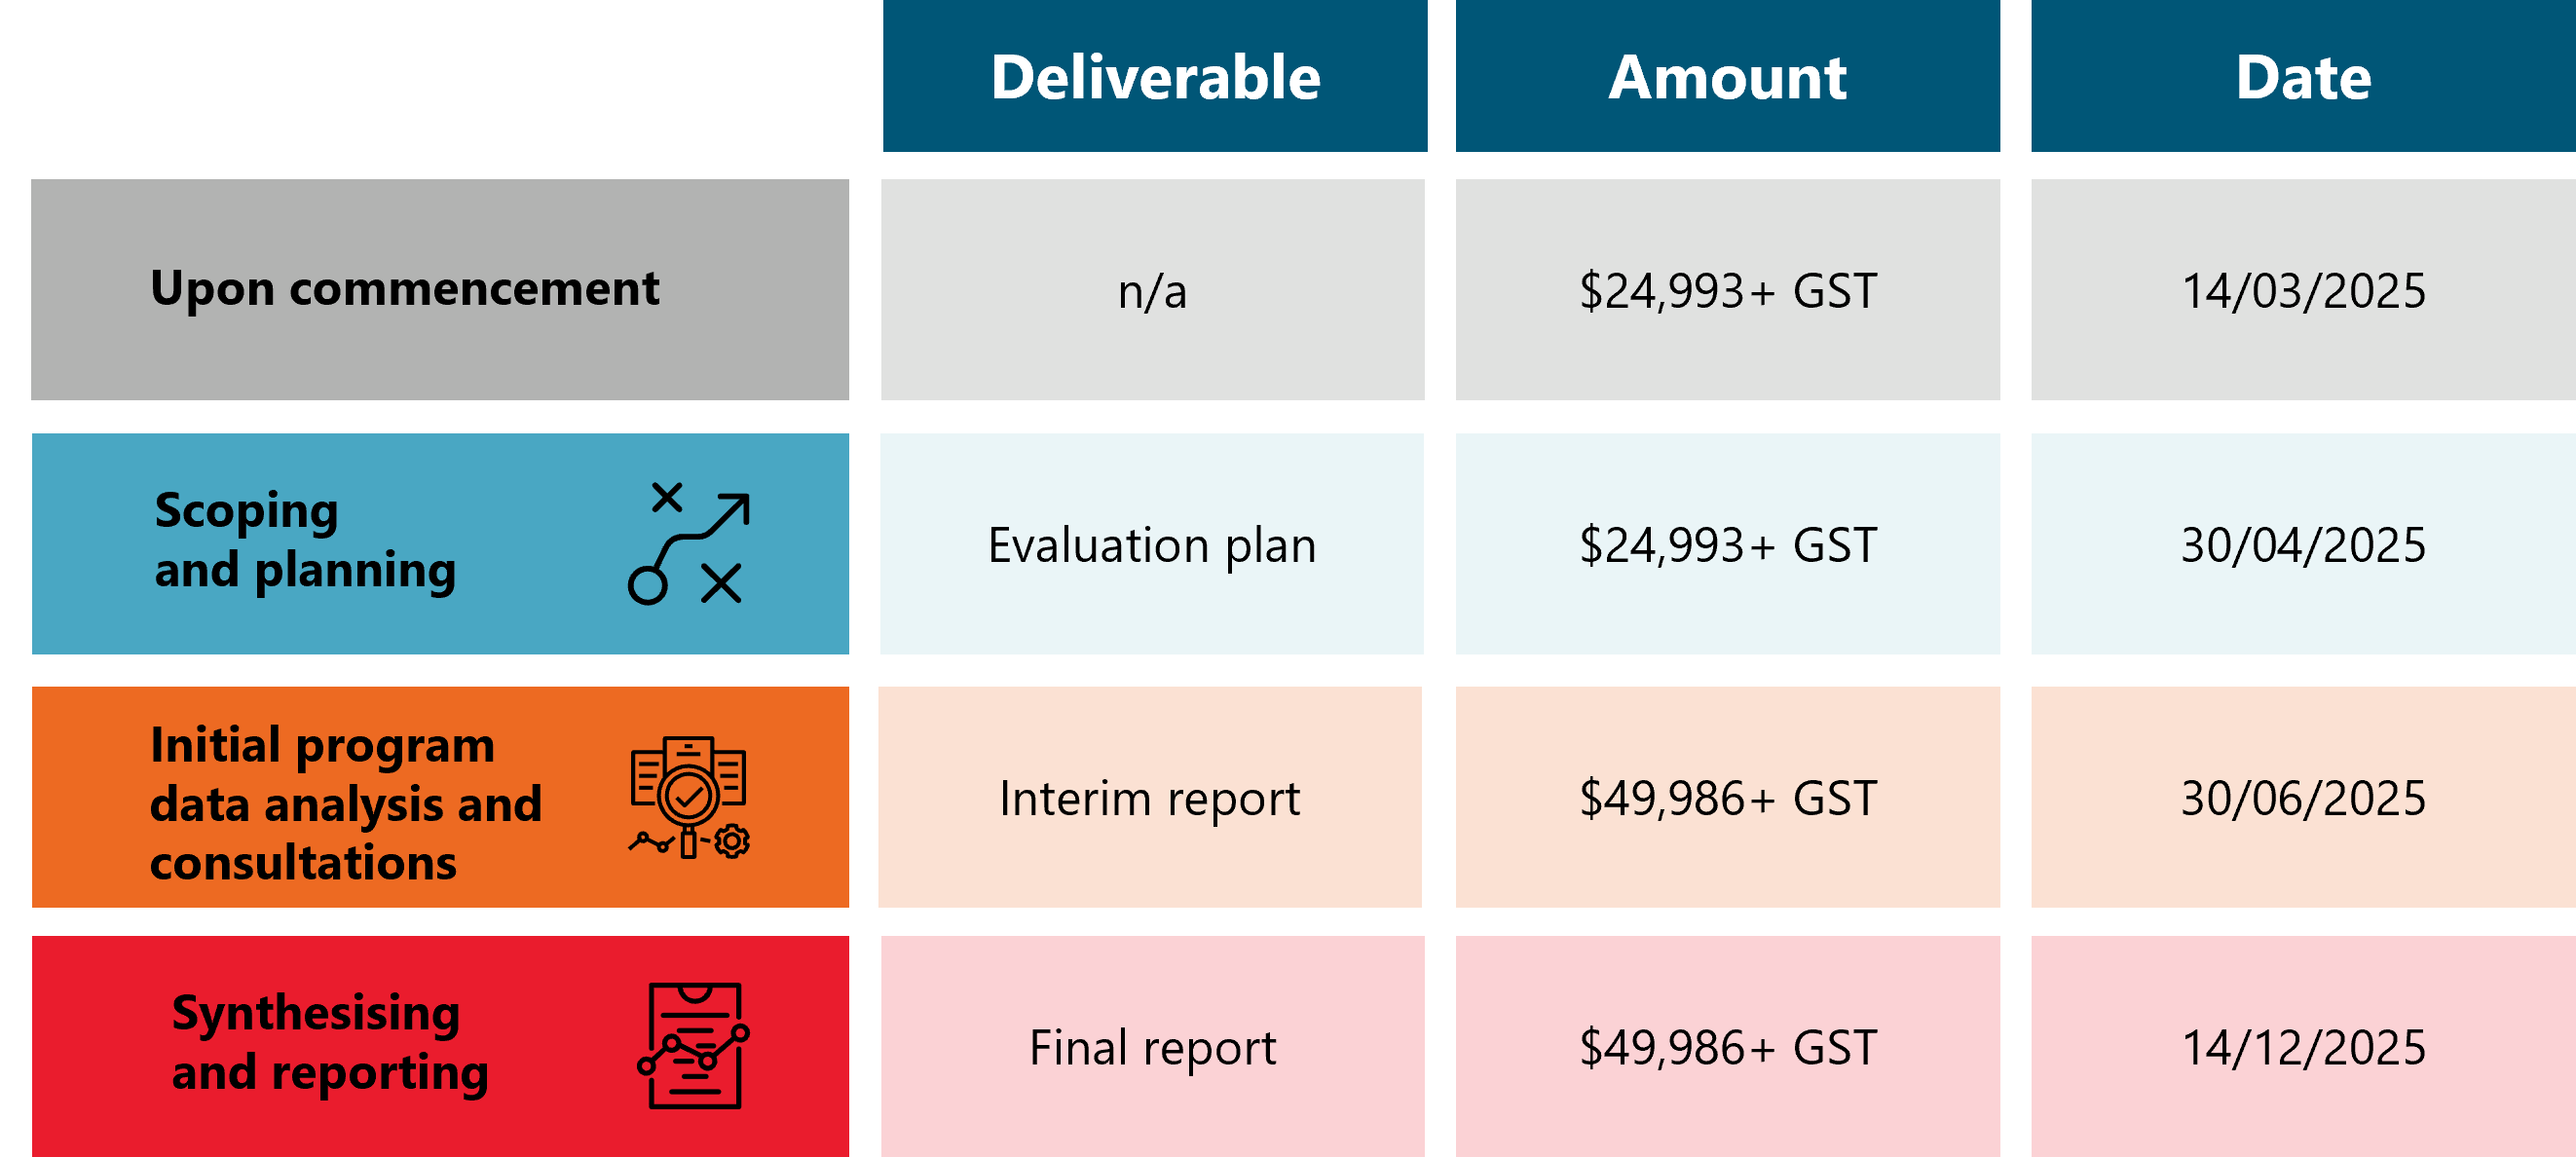 Deliverable Amount Date
Upon commencement n/a $24,993+ GST 14/03/2025
Scoping
and planning
Evaluation plan $24,993+ GST 30/04/2025
Initial program
data analysis and
consultations
Interim report $49,986+ GST 30/06/2025
Synthesising
and reporting
Final report $49,986+ GST 14/12/2025